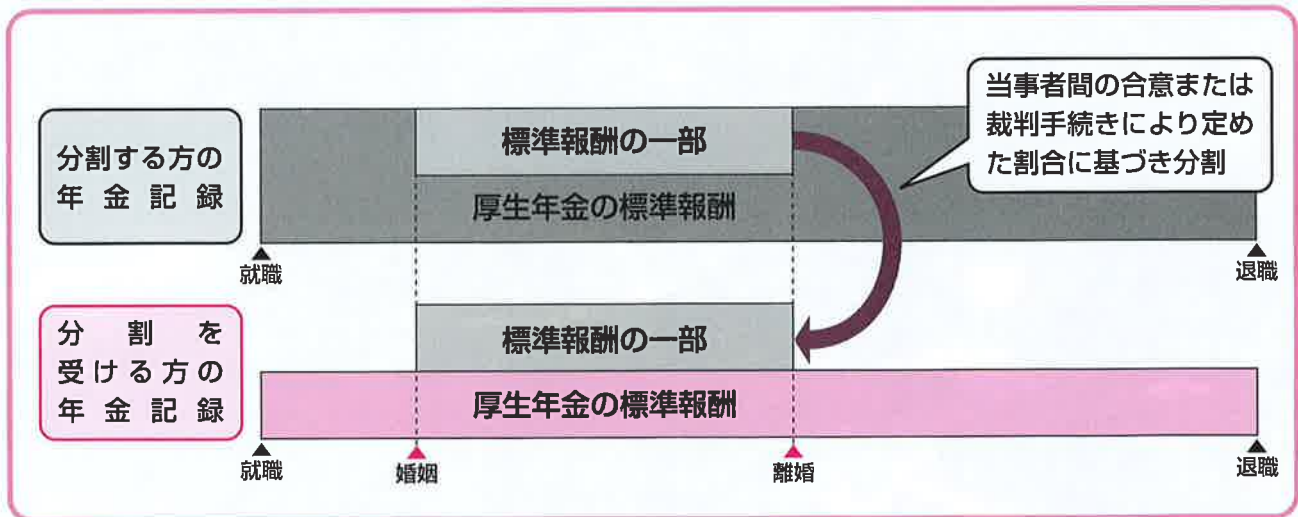 当事者間の合意または
裁判手続きにより定め
た割合に基づき分割
分割する方の
年金記録
標準報酬の一部
厚生年金の標準報酬
就職
退職
分割を
受ける方の
年金記録
標準報酬の一部
厚生年金の標準報酬
就職
婚姻
離婚
退職